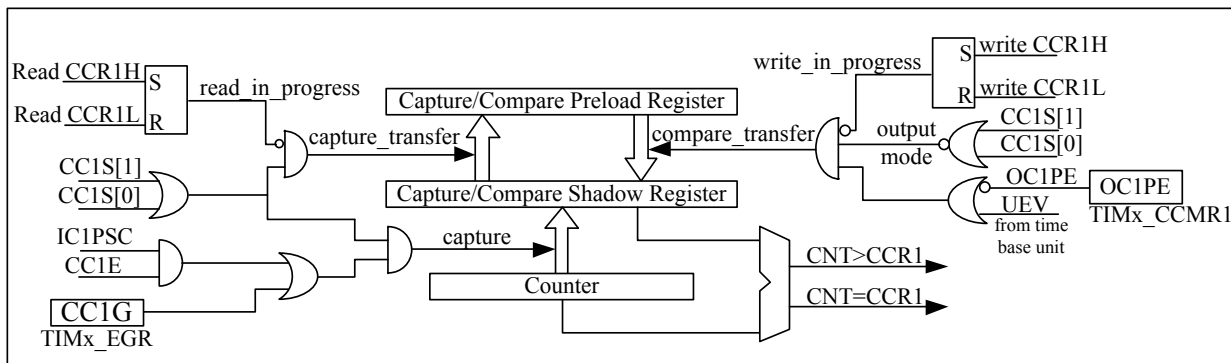 Read CCR1H
S
Read CCR1L
R
read_in_progress
CC1S[1]
CC1S[0]
IC1PSC
CC1E
CC1G
TIMx_EGR
capture_transfer
capture
Capture/Compare Preload Register
Capture/Compare Shadow Register
Counter
compare_transfer
write_in_progress
S
write CCR1H
R
write CCR1L
output
mode
CC1S[1]
CC1S[0]
OC1PE
OC1PE
TIMx_CCMR1
UEV
from time
base unit
CNT>CCR1
CNT=CCR1